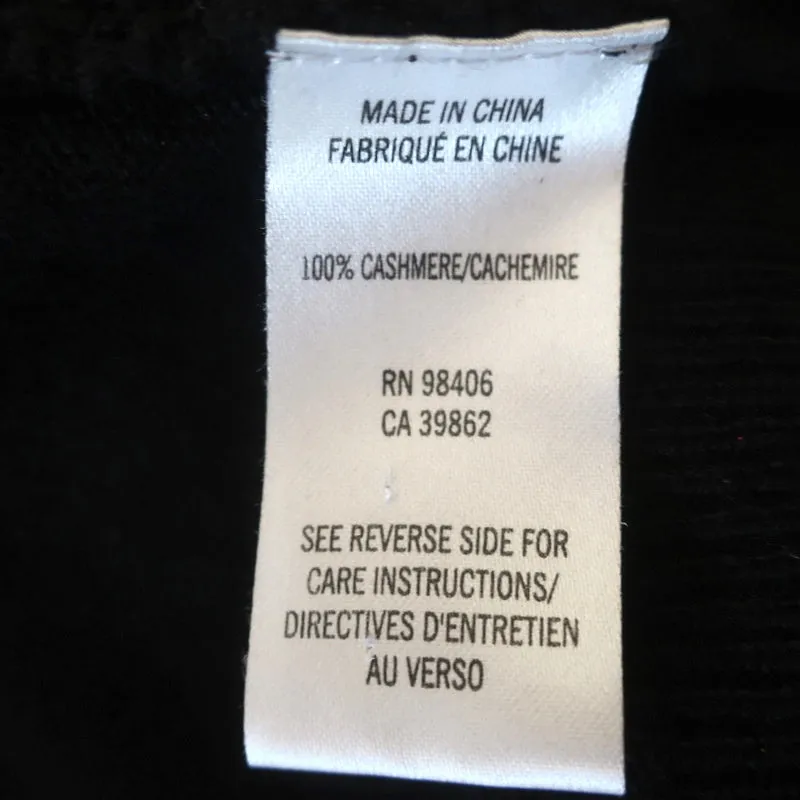 MADE IN CHINA
FABRIQUÉ EN CHINE
100% CASHMERE/CACHEMIRE
RN 98406
CA 39862
SEE REVERSE SIDE FOR
CARE INSTRUCTIONS/
DIRECTIVES D'ENTRETIEN
AU VERSO